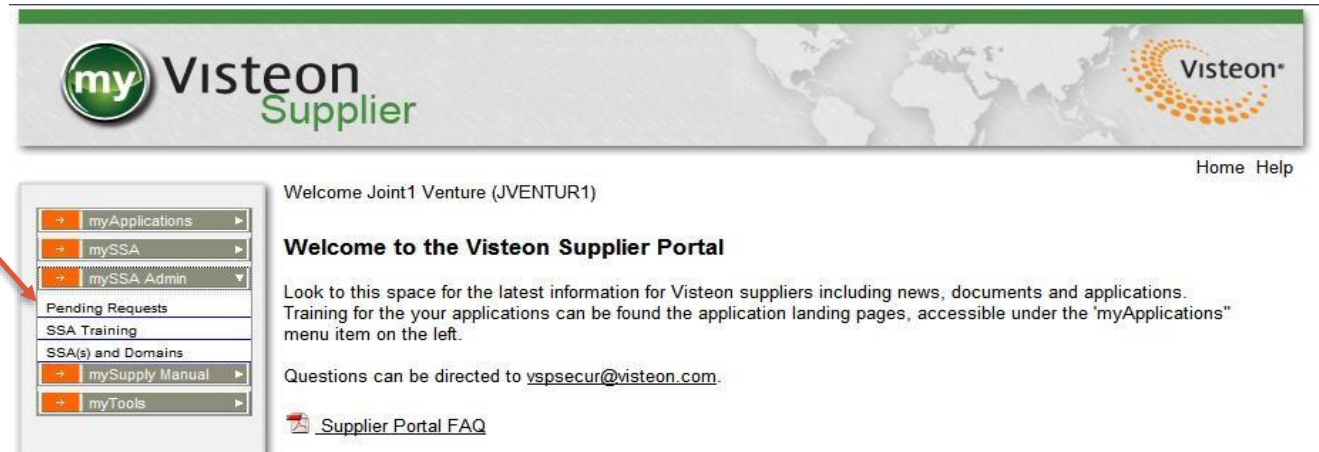 my Visteon
Supplier
Visteon
Home Help
Welcome Joint1 Venture (JVENTUR1)
myApplications
mySSA
mySSA Admin
Pending Requests
SSA Training
SSA(s) and Domains
mySupply Manual
myTools
Welcome to the Visteon Supplier Portal
Look to this space for the latest information for Visteon suppliers including news, documents and applications.
Training for the your applications can be found the application landing pages, accessible under the 'myApplications"
menu item on the left.
Questions can be directed to vspsecur@visteon.com.
Supplier Portal FAQ